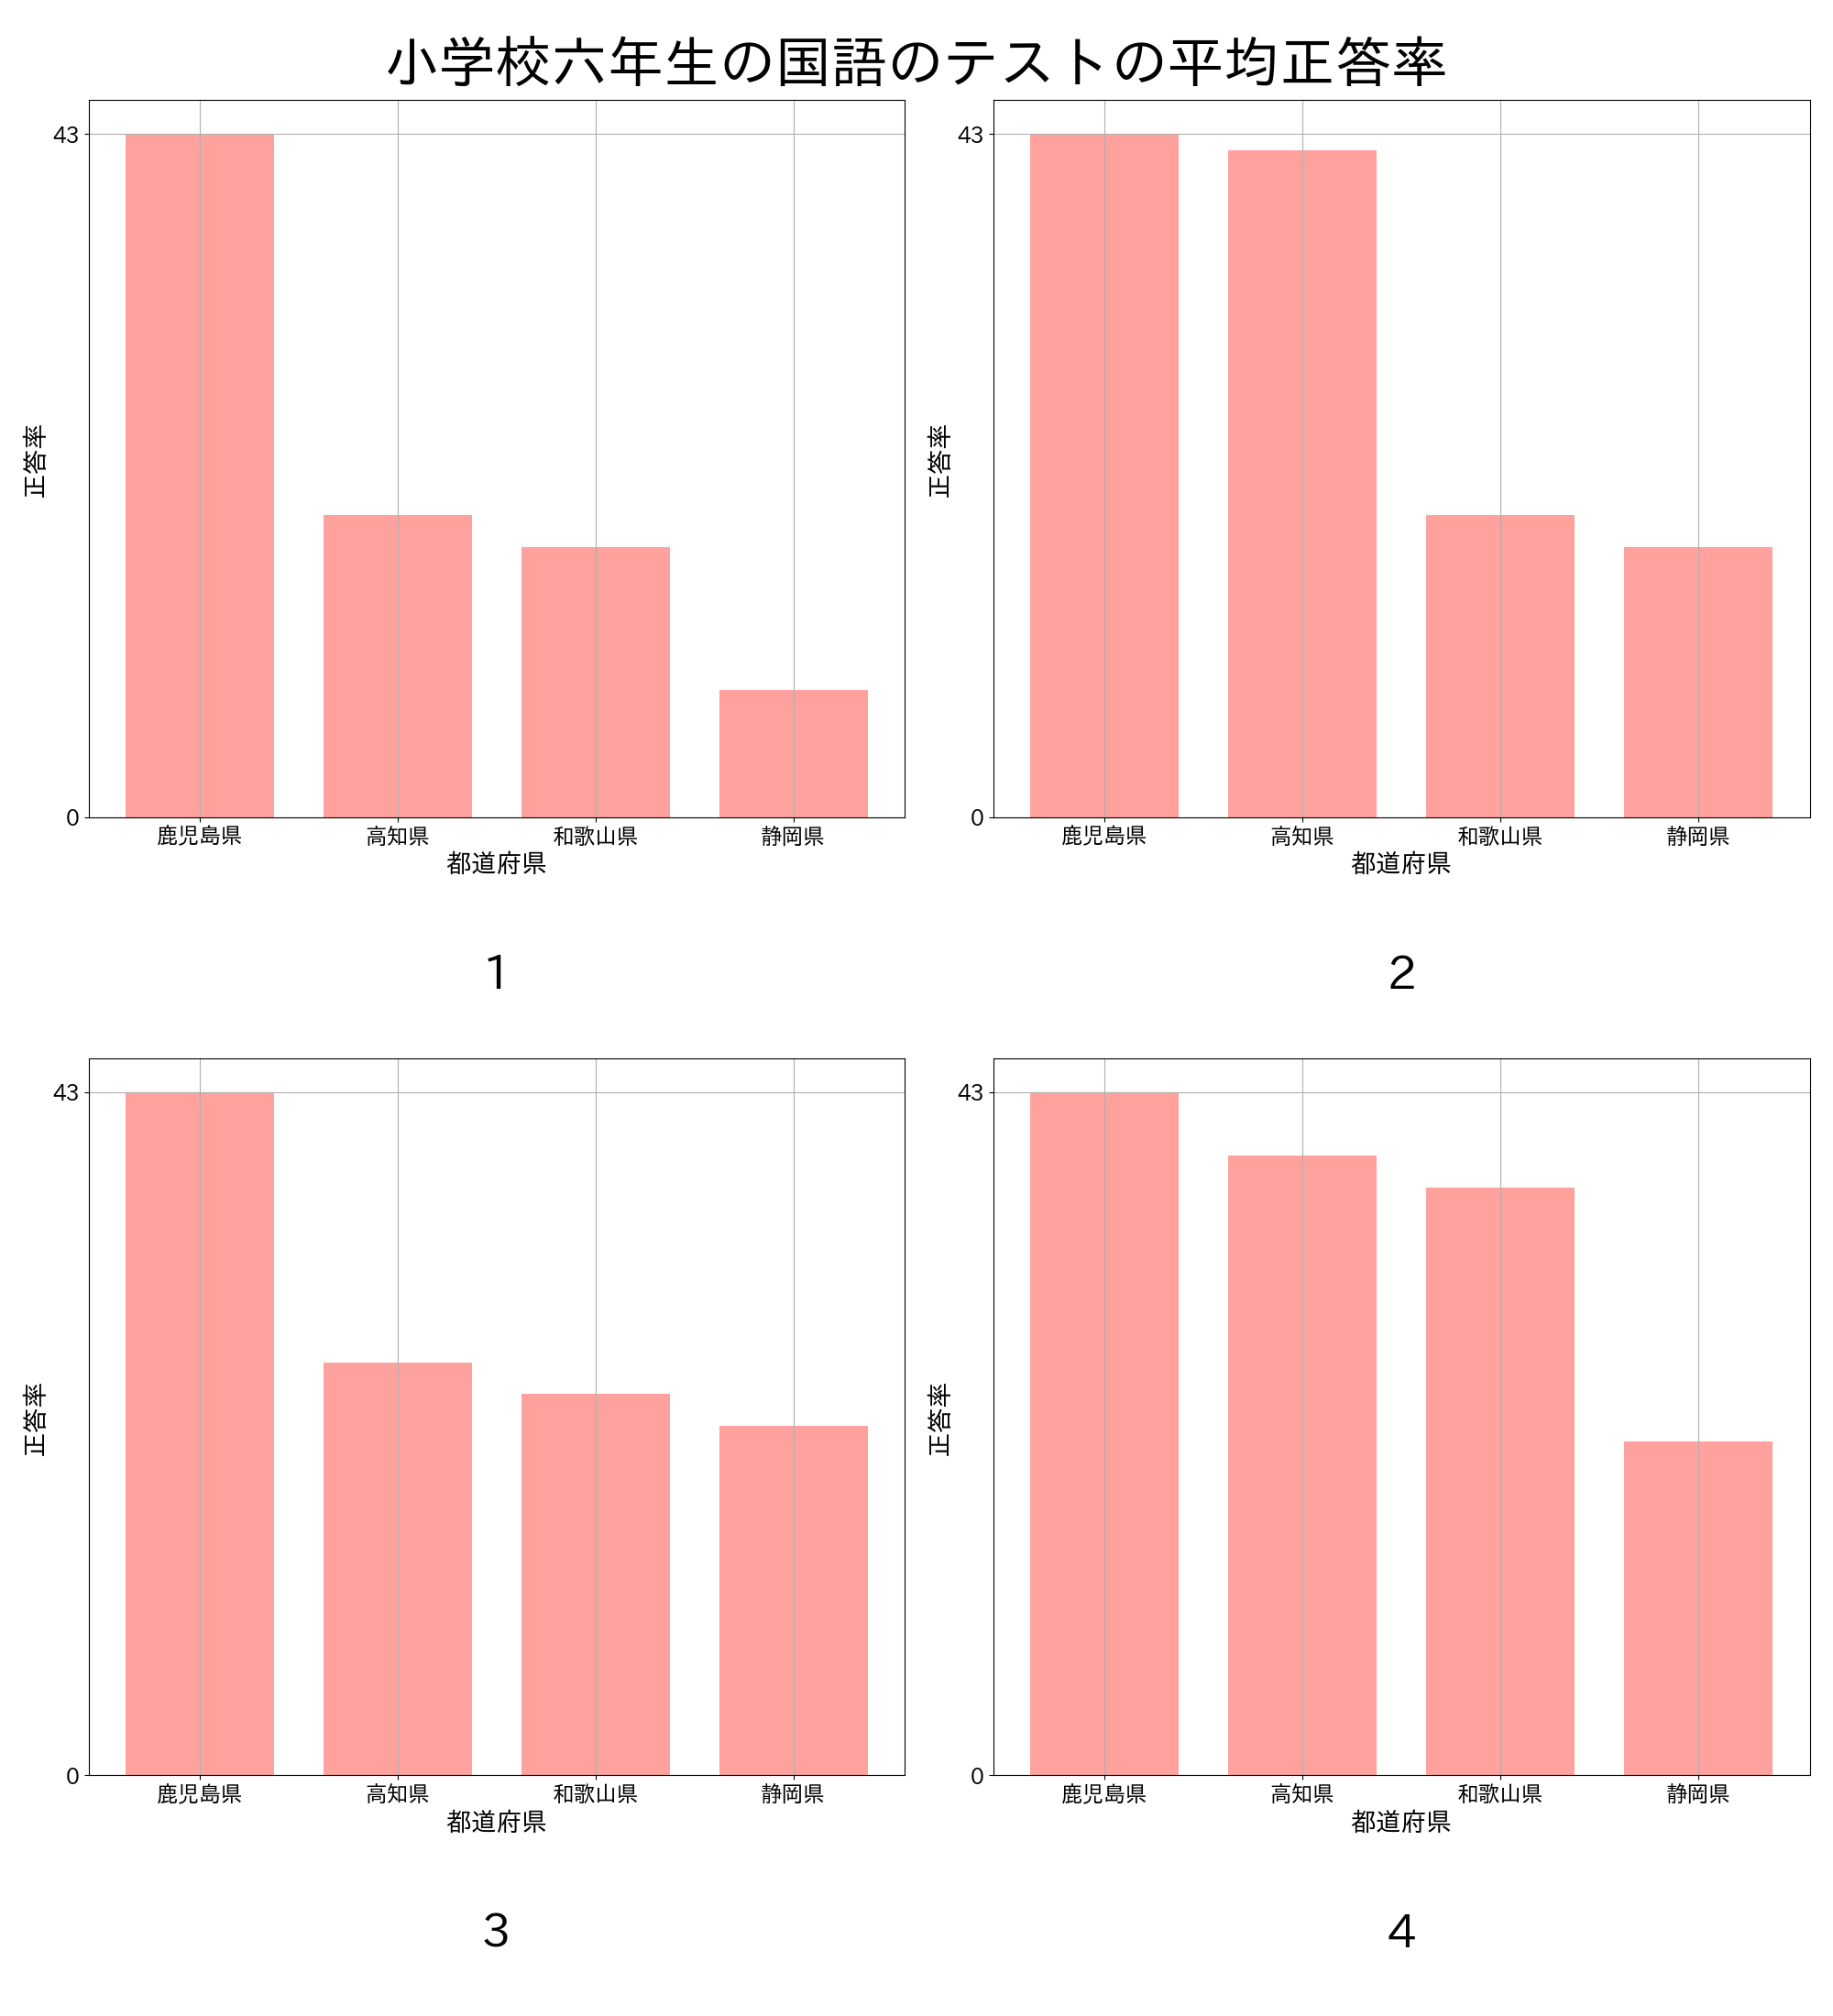 小学校六年生の国語のテストの平均正答率
43
0
正答率
鹿児島県 高知県 和歌山県 静岡県
都道府県
1
43
0
正答率
鹿児島県 高知県 和歌山県 静岡県
都道府県
2
43
0
正答率
鹿児島県 高知県 和歌山県 静岡県
都道府県
3
43
0
正答率
鹿児島県 高知県 和歌山県 静岡県
都道府県
4